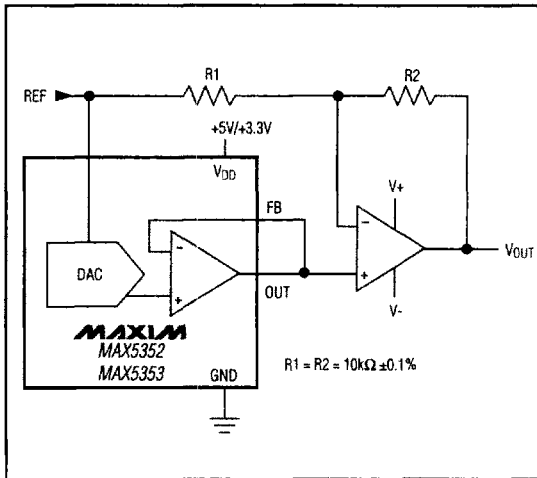 R1
R2
REF
+5V/+3.3V
VDD
FB
V+
-
-
DAC
VOUT
+
+
OUT
V-
MAXIM
MAX5352
MAX5353
GND
R1 = R2 = 10kΩ ±0.1%